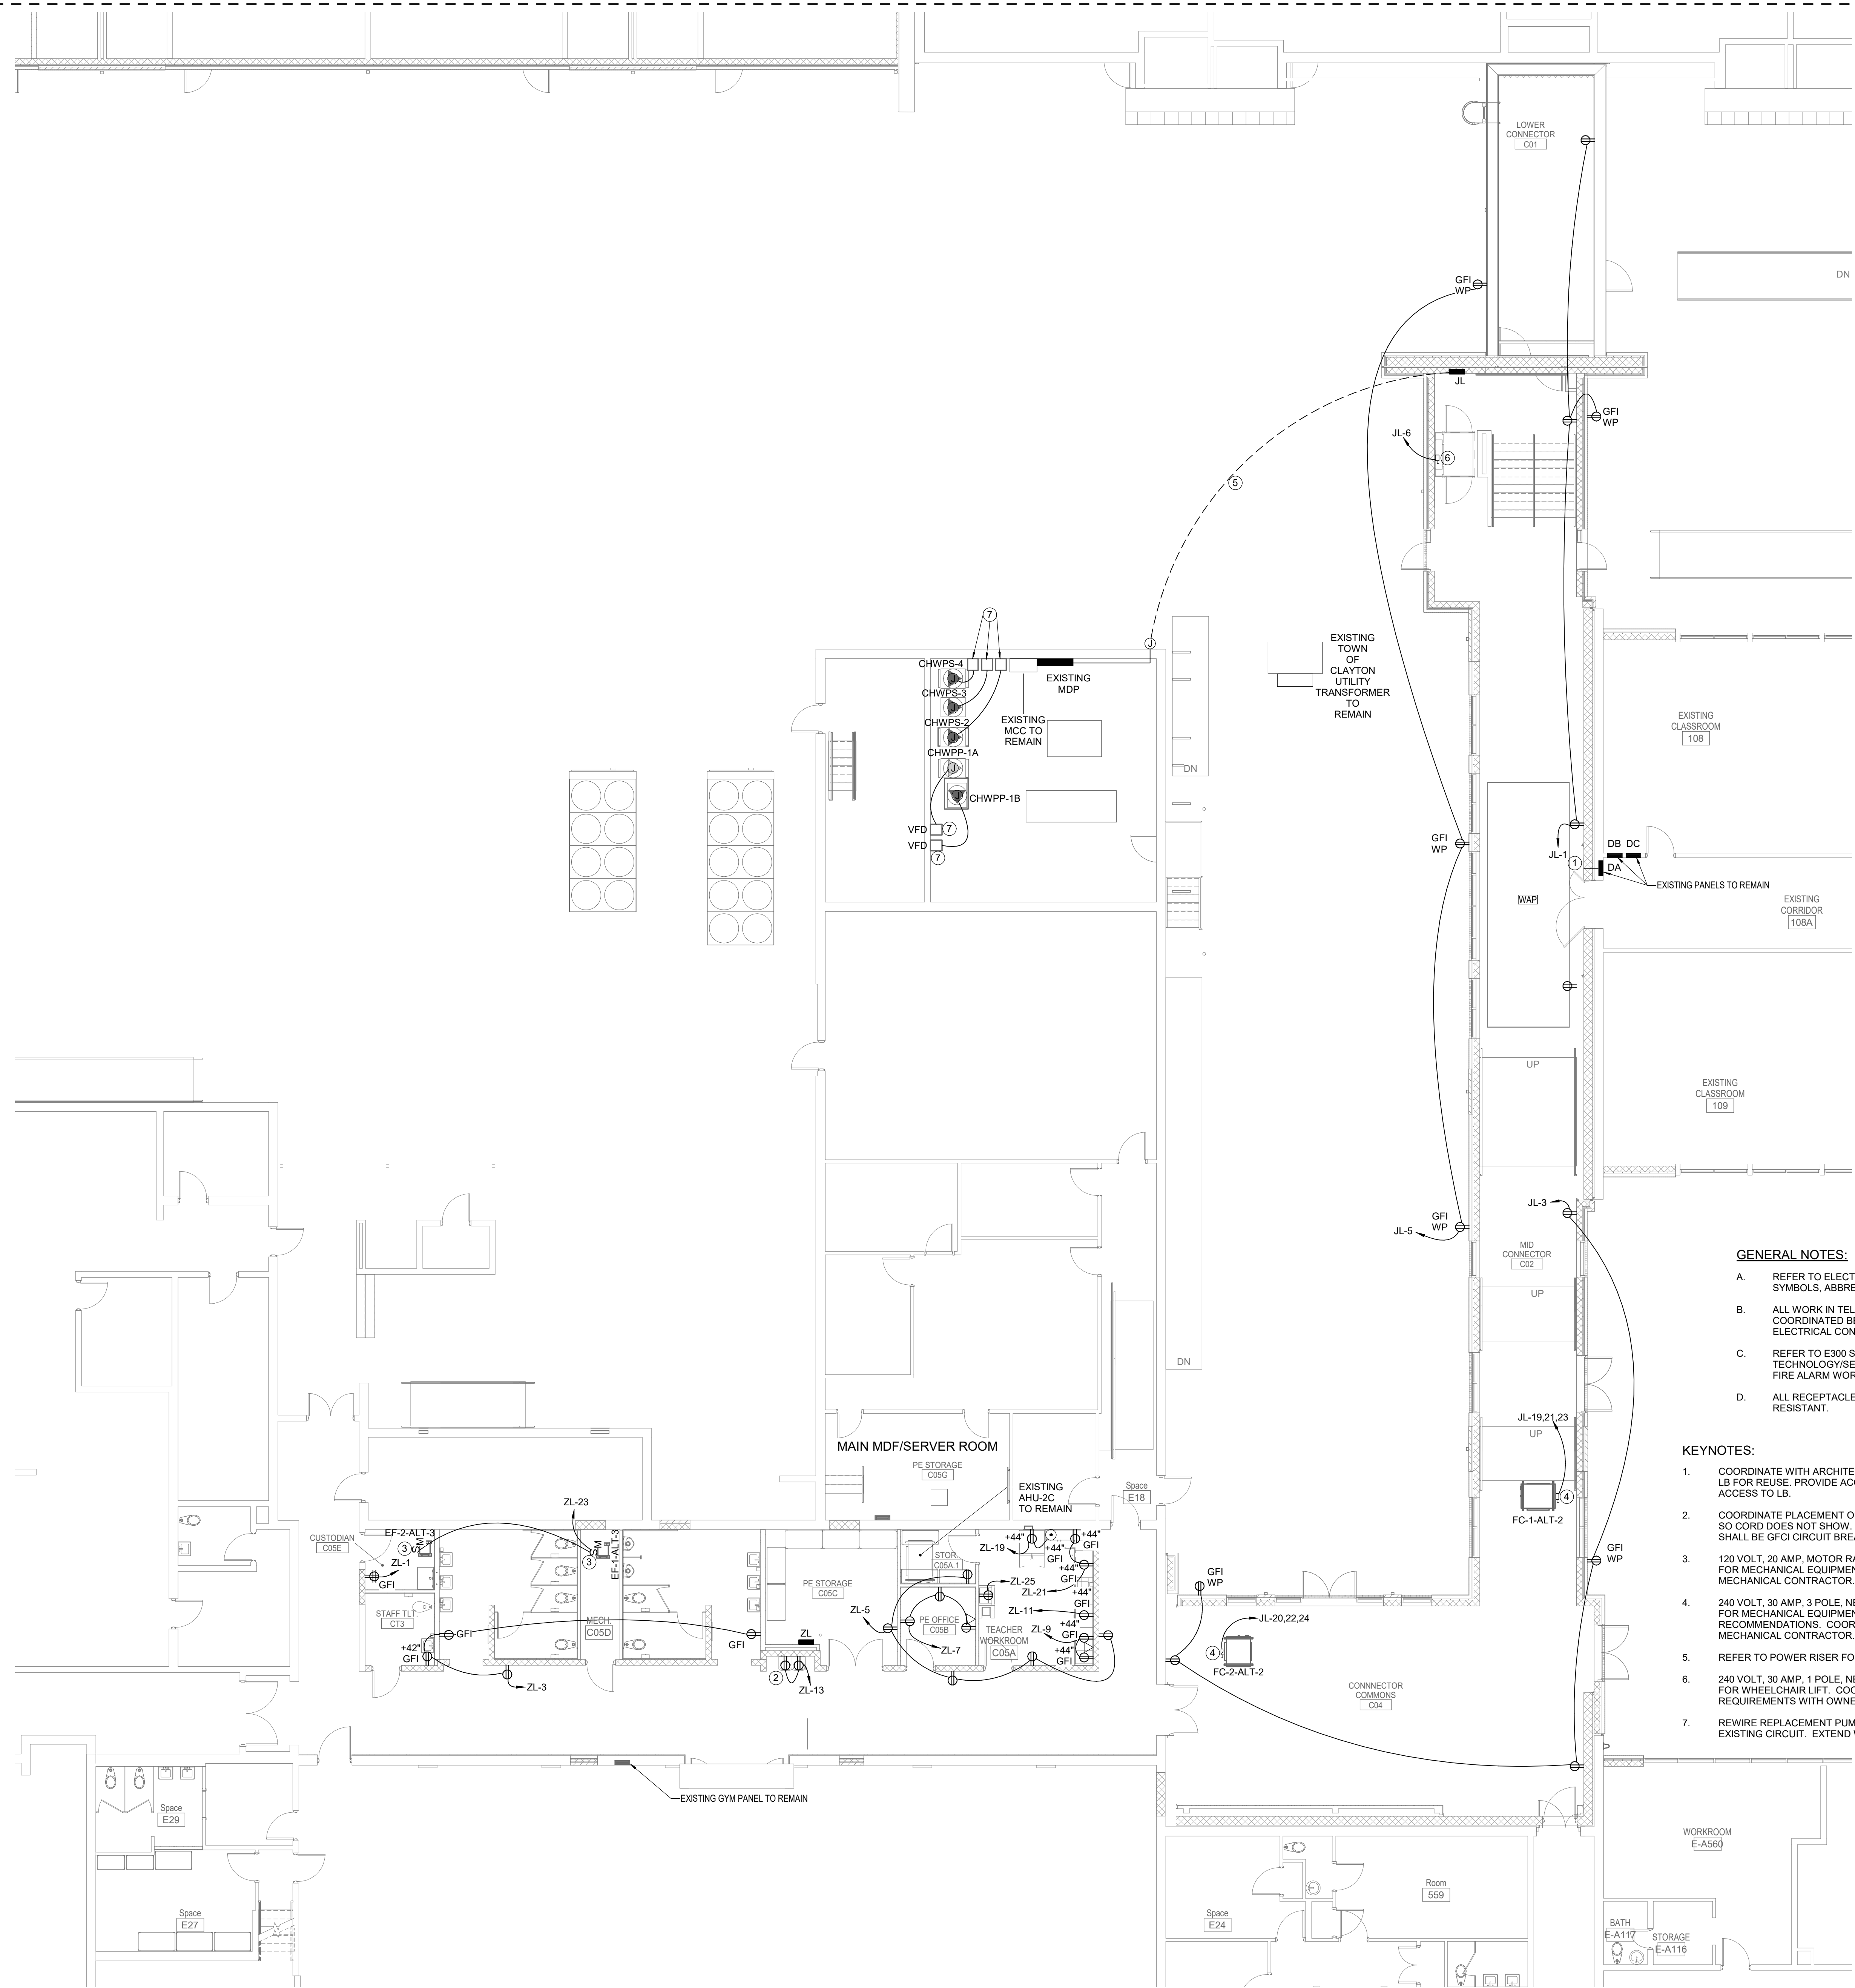 LOWER
CONNECTOR
C01
DN
GFI
WP
JL
GFI
WP
JL-6
6
5
7
J
CHWPS-4
CHWPS-3
CHWPS-2
CHWPP-1A
CHWPP-1B
J
J
J
J
J
EXISTING
MDP
EXISTING
MCC TO
REMAIN
VFD
7
VFD
7
DN
EXISTING
TOWN
OF
CLAYTON
UTILITY
TRANSFORMER
TO
REMAIN
EXISTING
CLASSROOM
108
GFI
WP
JL-1
1
DB DC
DA
EXISTING PANELS TO REMAIN
WAP
EXISTING
CORRIDOR
108A
UP
EXISTING
CLASSROOM
109
JL-3
GFI
WP
JL-5
MID
CONNECTOR
C02
UP
DN
JL-19,21,23
UP
4
FC-1-ALT-2
GENERAL NOTES:
A. REFER TO ELECT
SYMBOLS, ABBRE
B. ALL WORK IN TEL
COORDINATED BE
ELECTRICAL CON
C. REFER TO E300 S
TECHNOLOGY/SE
FIRE ALARM WOR
D. ALL RECEPTACLE
RESISTANT.
KEYNOTES:
1. COORDINATE WITH ARCHITE
LB FOR REUSE. PROVIDE ACC
ACCESS TO LB.
2. COORDINATE PLACEMENT O
SO CORD DOES NOT SHOW.
SHALL BE GFCI CIRCUIT BREA
3. 120 VOLT, 20 AMP, MOTOR RA
FOR MECHANICAL EQUIPMEN
MECHANICAL CONTRACTOR.
4. 240 VOLT, 30 AMP, 3 POLE, NE
FOR MECHANICAL EQUIPMEN
RECOMMENDATIONS. COOR
MECHANICAL CONTRACTOR.
5. REFER TO POWER RISER FO
6. 240 VOLT, 30 AMP, 1 POLE, NE
FOR WHEELCHAIR LIFT. COO
REQUIREMENTS WITH OWNE
7. REWIRE REPLACEMENT PUM
EXISTING CIRCUIT. EXTEND W
MAIN MDF/SERVER ROOM
PE STORAGE
C05G
EXISTING
AHU-2C
TO REMAIN
Space
E18
CUSTODIAN
C05E
EF-2-ALT-3
SM
3
ZL-1
GFI
ZL-23
SM
3
EF-1-ALT-3
STAFF TLT.
CT3
+42"
GFI
GFI
ZL-3
MECH.
C05D
GFI
PE STORAGE
C05C
ZL
2
ZL-13
STOR.
C05A.1
ZL-5
PE OFFICE
C05B
ZL-7
ZL-25
TEACHER
WORKROOM
C05A
+44"
ZL-19
GFI
+44"
GFI
+44"
GFI
ZL-21
+44"
GFI
ZL-11
+44"
GFI
ZL-9
+44"
GFI
GFI
WP
JL-20,22,24
4
FC-2-ALT-2
GFI
WP
CONNNECTOR
COMMONS
C04
EXISTING GYM PANEL TO REMAIN
Space
E29
Space
E27
Space
E24
Room
559
WORKROOM
E-A560
BATH
E-A117
STORAGE
E-A116